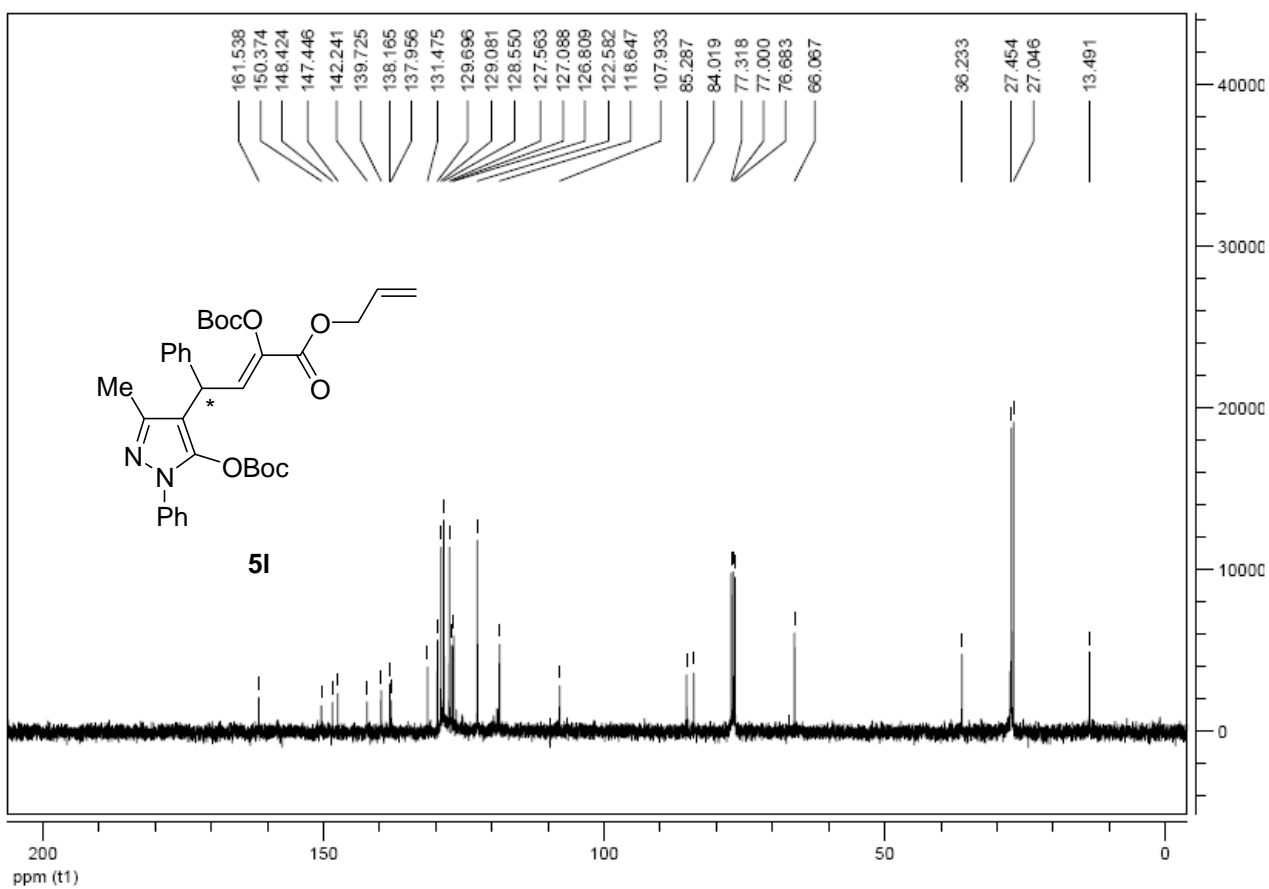 161.538
150.374
148.424
147.446
142.241
139.725
138.165
137.956
131.475
129.696
129.081
128.550
127.563
127.088
126.809
122.582
118.647
107.933
85.287
84.019
77.318
77.000
76.683
66.067
36.233
27.454
27.046
13.491
40000
30000
20000
10000
0
BocO
O
Ph
O
Me
*
N
N
OBoc
Ph
5l
200 150 100 50 0
ppm (t1)